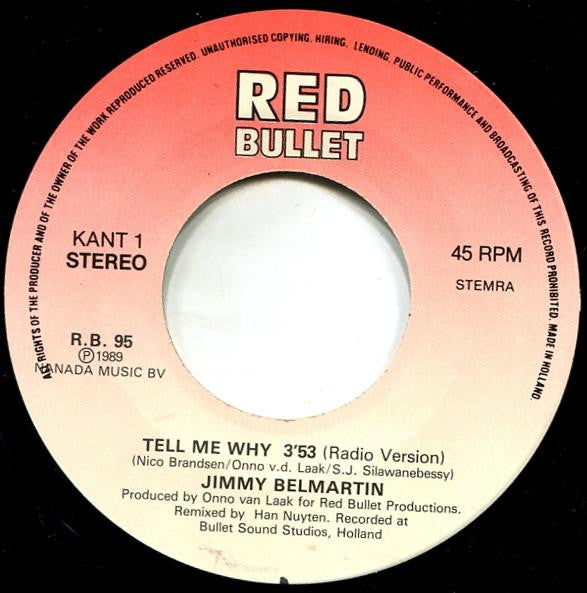 ALL RIGHTS OF THE PRODUCER AND OF THE OWNER OF THE WORK REPRODUCED RESERVED. UNAUTHORISED COPYING. HIRING. LENDING. PUBLIC PERFORMANCE AND BROADCASTING OF THIS RECORD PROHIBITED. MADE IN HOLLAND.
RED
BULLET
KANT 1
STEREO
45 RPM
STEMRA
R.B. 95
Ⓟ1989
NANADA MUSIC BV
TELL ME WHY 3'53 (Radio Version)
(Nico Brandsen/Onno v.d. Laak/S.J. Silawanebessy)
JIMMY BELMARTIN
Produced by Onno van Laak for Red Bullet Productions.
Remixed by Han Nuyten. Recorded at
Bullet Sound Studios, Holland